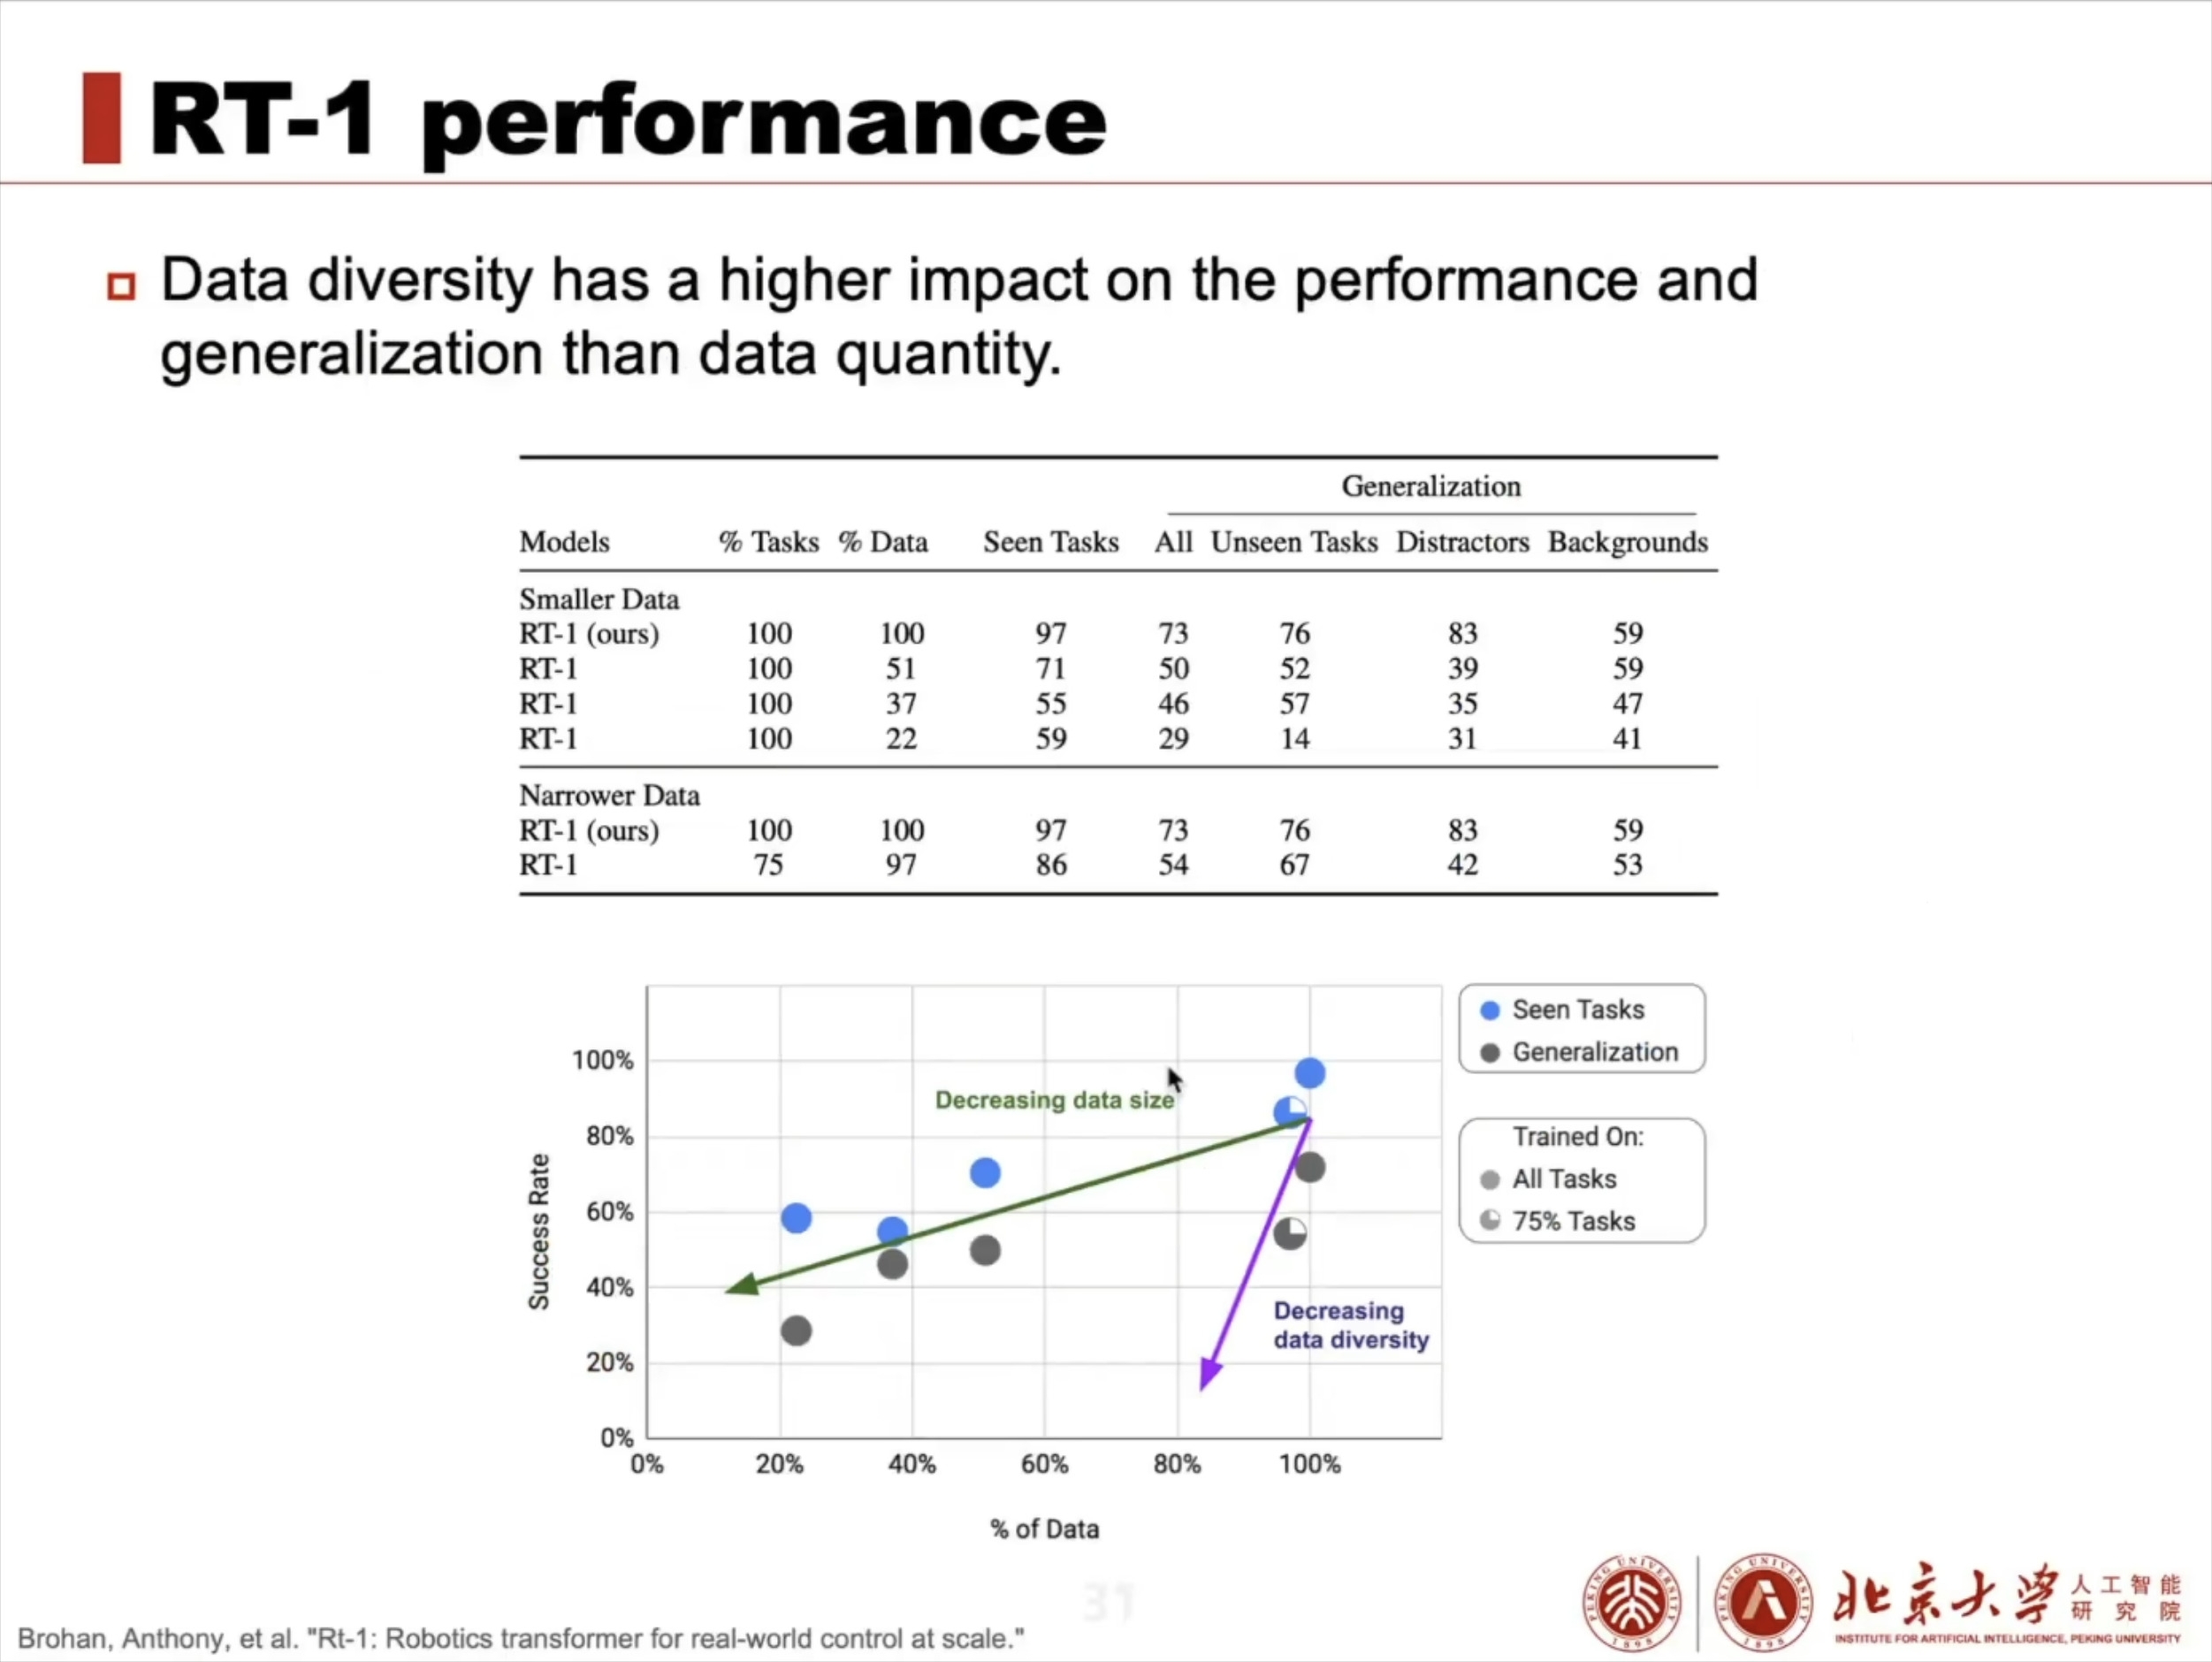 RT-1 performance
Data diversity has a higher impact on the performance and
generalization than data quantity.
Generalization
Models % Tasks % Data Seen Tasks All Unseen Tasks Distractors Backgrounds
Smaller Data
RT-1 (ours) 100 100 97 73 76 83 59
RT-1 100 51 71 50 52 39 59
RT-1 100 37 55 46 57 35 47
RT-1 100 22 59 29 14 31 41
Narrower Data
RT-1 (ours) 100 100 97 73 76 83 59
RT-1 75 97 86 54 67 42 53
Seen Tasks
Generalization
Trained On:
All Tasks
75% Tasks
Decreasing data size
Decreasing
data diversity
Success Rate
100%
80%
60%
40%
20%
0%
0% 20% 40% 60% 80% 100%
% of Data
31
Brohan, Anthony, et al. "Rt-1: Robotics transformer for real-world control at scale."
PEKING UNIVERSITY
1898
PEKING UNIVERSITY
1898
北京大学
人工智能
研究院
INSTITUTE FOR ARTIFICIAL INTELLIGENCE, PEKING UNIVERSITY